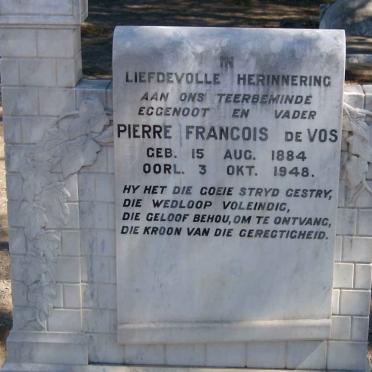 IN
LIEFDEVOLLE HERINNERING
AAN ONS TEERBEMINDE
EGGENOOT EN VADER
PIERRE FRANCOIS DE VOS
GEB. 15 AUG. 1884
OORL. 3 OKT. 1948.
HY HET DIE GOEIE STRYD GESTRY,
DIE WEDLOOP VOLEINDIG,
DIE GELOOF BEHOU, OM TE ONTVANG,
DIE KROON VAN DIE GEREGTIGHEID.